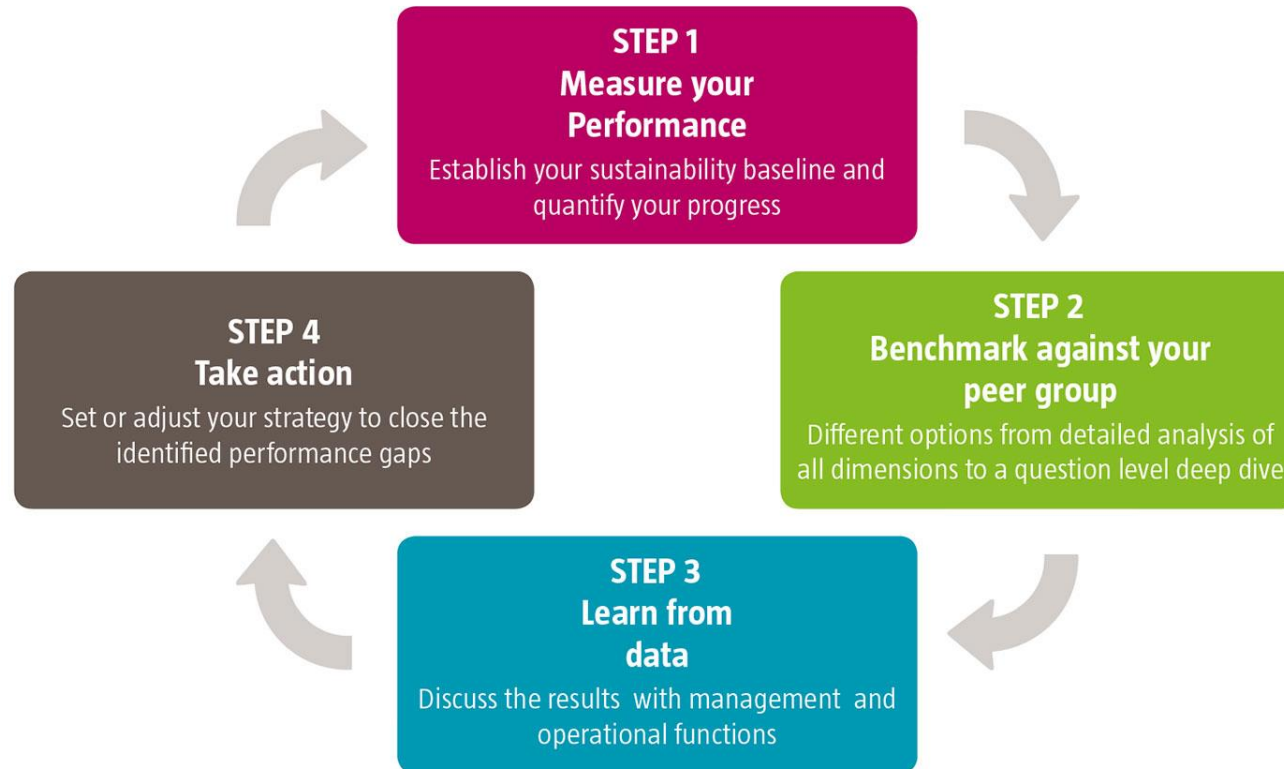 STEP 1
Measure your
Performance
Establish your sustainability baseline and
quantify your progress
STEP 2
Benchmark against your
peer group
Different options from detailed analysis of
all dimensions to a question level deep dive
STEP 3
Learn from
data
Discuss the results with management and
operational functions
STEP 4
Take action
Set or adjust your strategy to close the
identified performance gaps